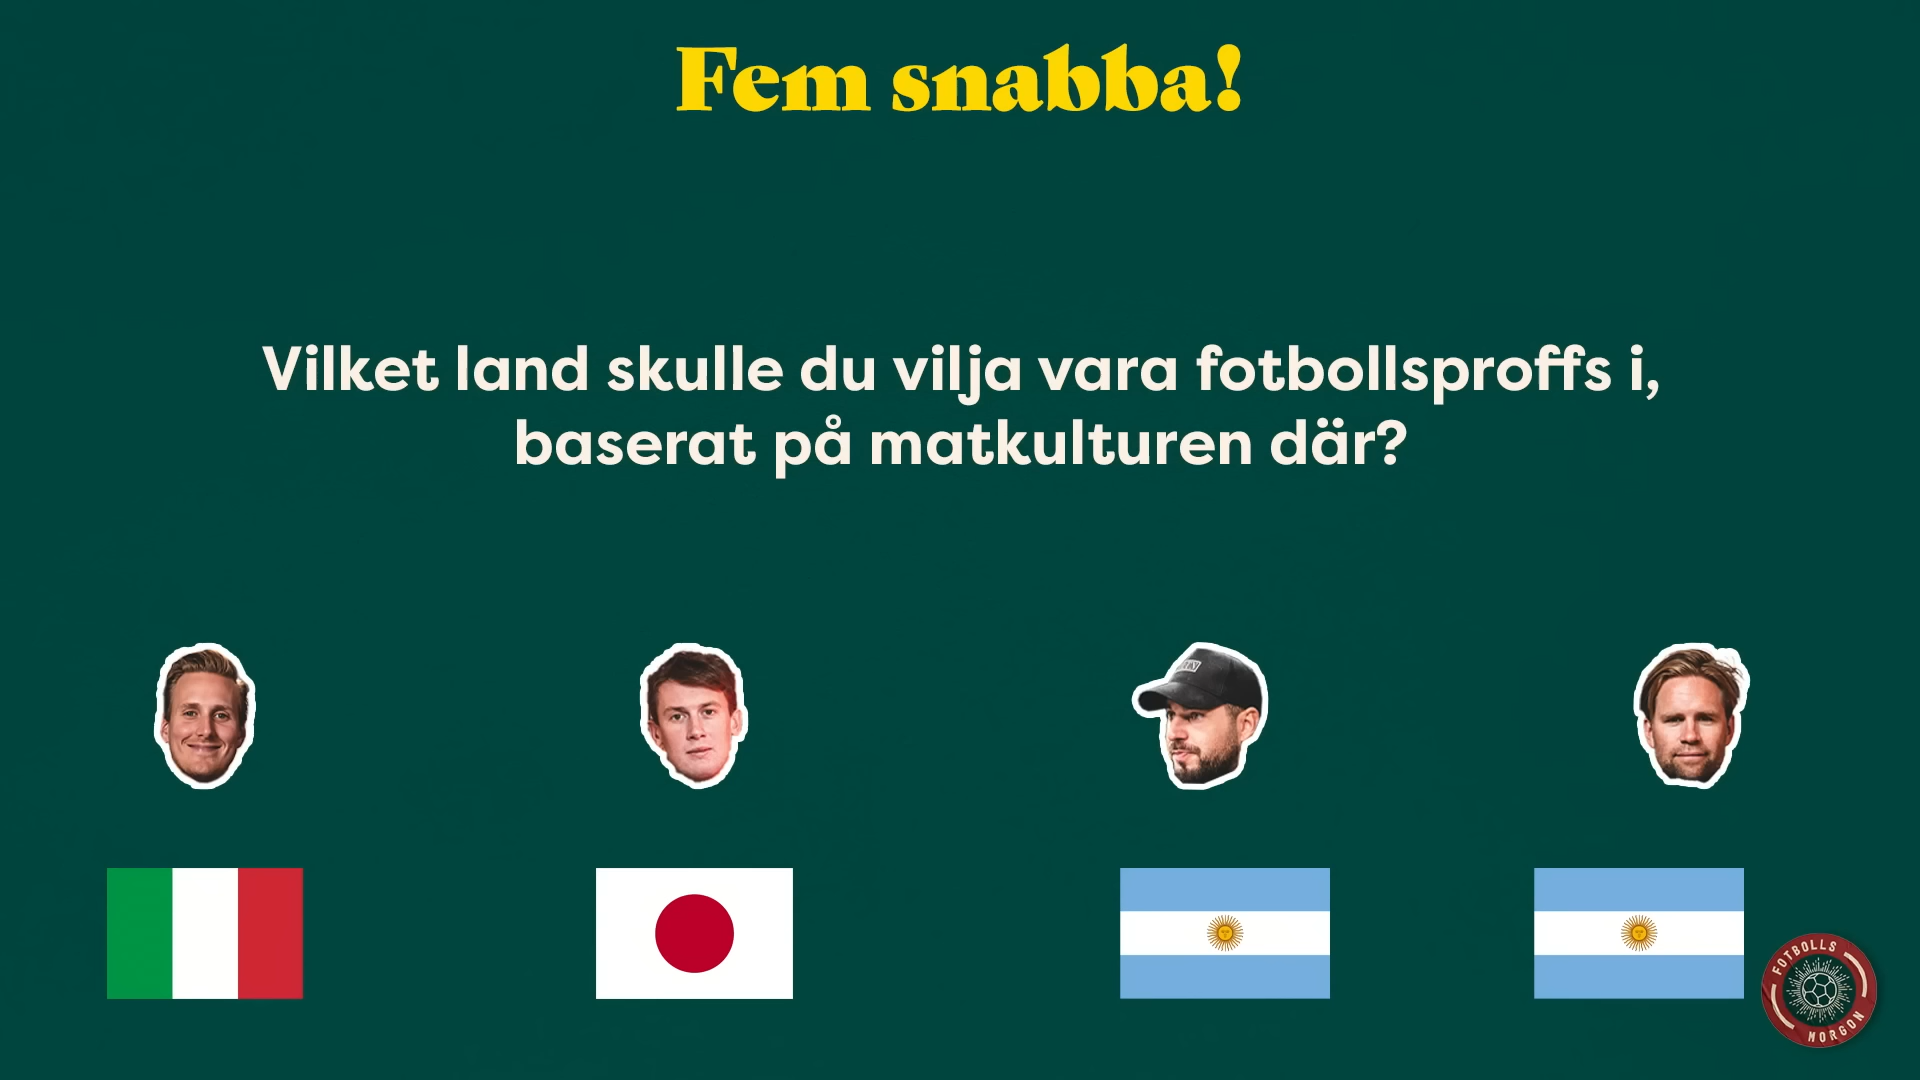 Fem snabba!
Vilket land skulle du vilja vara fotbollsproffs i,
baserat på matkulturen där?
FOTBOLLS
MORGON